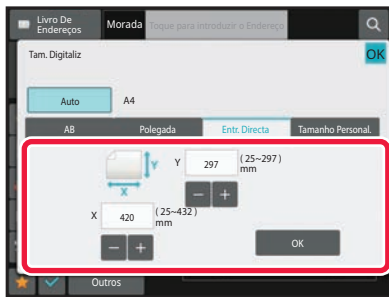 Livro De
Endereços
Morada
Toque para introduzir o Endereço
Tam. Digitaliz
OK
Auto
A4
AB
Polegada
Entr. Directa
Tamanho Personal.
Y
Y
297
(25~297)
mm
X
X
420
(25~432)
mm
OK
Outros